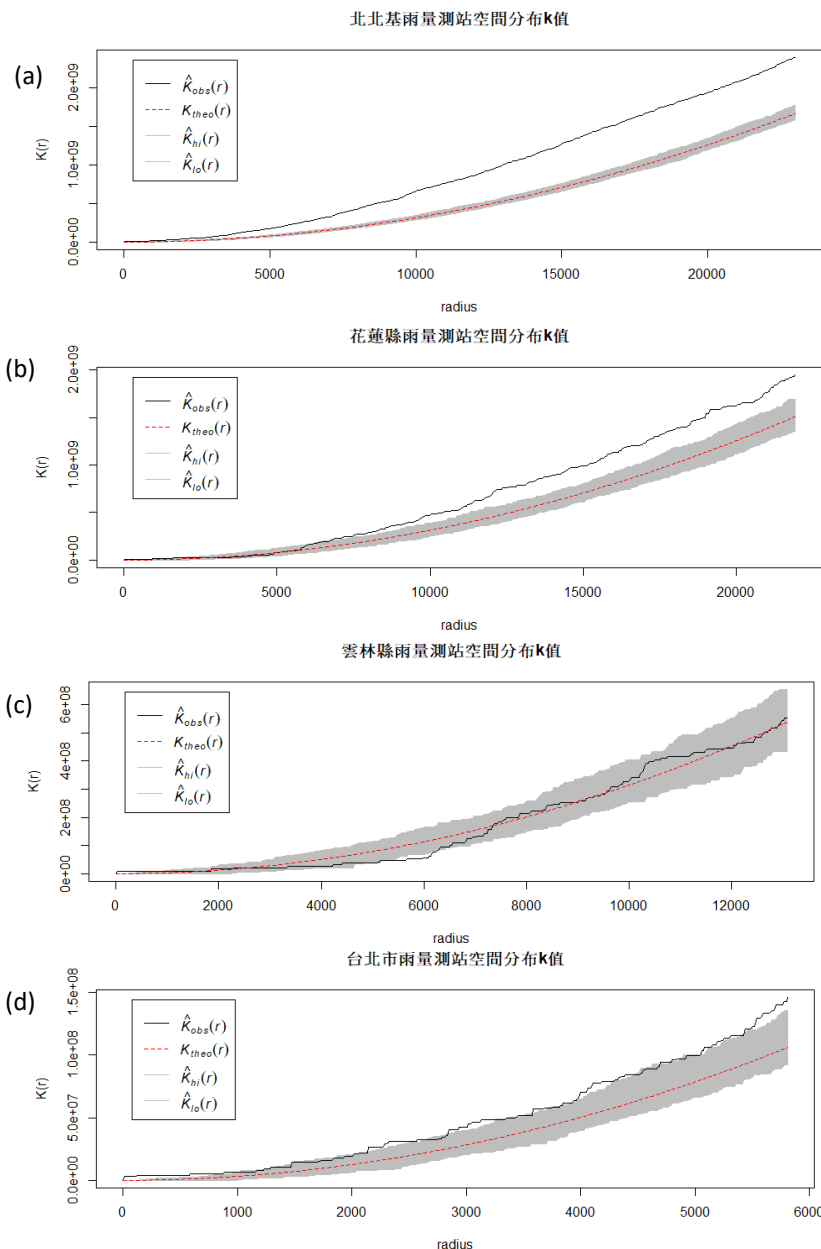 北北基雨量測站空間分布k值
(a)
K̂obs(r)
Ktheo(r)
K̂hi(r)
K̂lo(r)
K(r)
0.0e+00 1.0e+09 2.0e+09
0 5000 10000 15000 20000
radius
花蓮縣雨量測站空間分布k值
(b)
K̂obs(r)
Ktheo(r)
K̂hi(r)
K̂lo(r)
K(r)
0.0e+00 1.0e+09 2.0e+09
0 5000 10000 15000 20000
radius
雲林縣雨量測站空間分布k值
(c)
K̂obs(r)
Ktheo(r)
K̂hi(r)
K̂lo(r)
K(r)
0e+00 2e+08 4e+08 6e+08
0 2000 4000 6000 8000 10000 12000
radius
台北市雨量測站空間分布k值
(d)
K̂obs(r)
Ktheo(r)
K̂hi(r)
K̂lo(r)
K(r)
0.0e+00 5.0e+07 1.0e+08 1.5e+08
0 1000 2000 3000 4000 5000 6000
radius